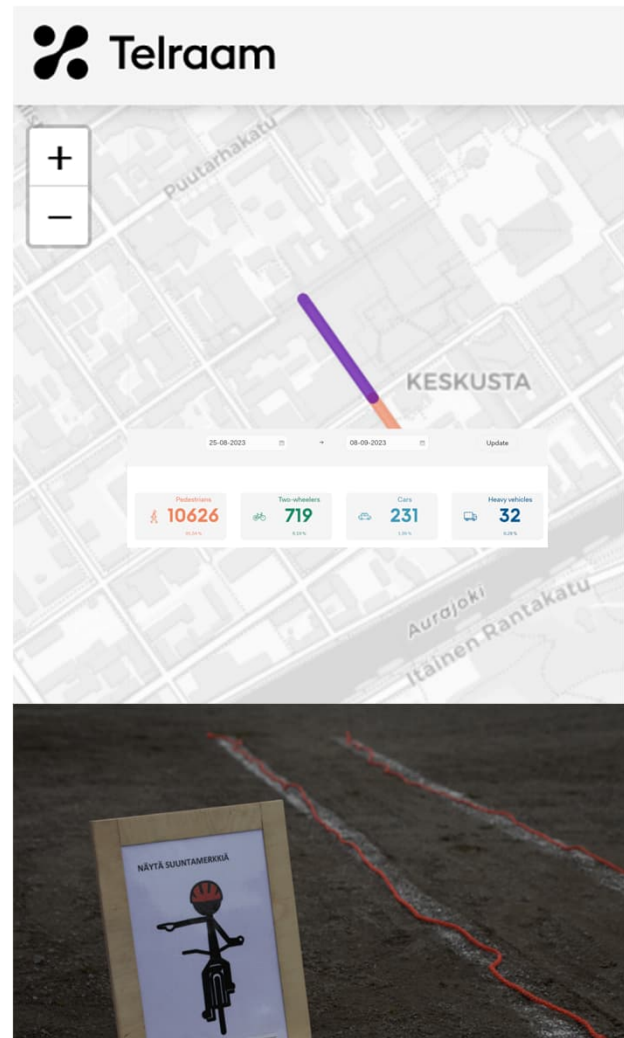 Telraam
Puutarhakatu
+
−
KESKUSTA
25-08-2023 → 08-09-2023 Update
Pedestrians Two-wheelers Cars Heavy vehicles
10626 719 231 32
Aurajoki
Itäinen Rantakatu
NÄYTÄ SUUNTAMERKKIÄ